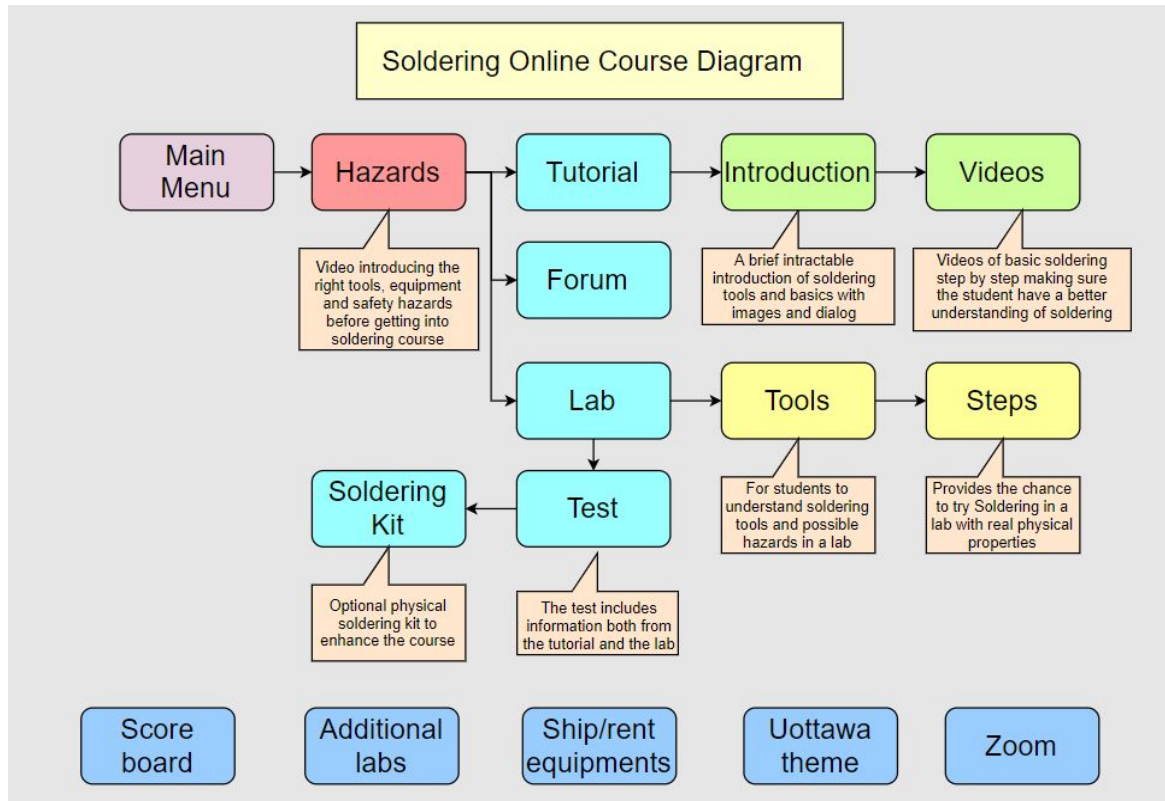 Soldering Online Course Diagram
Main
Menu
Hazards
Tutorial
Introduction
Videos
Video introducing the
right tools, equipment
and safety hazards
before getting into
soldering course
Forum
A brief intractable
introduction of soldering
tools and basics with
images and dialog
Videos of basic soldering
step by step making sure
the student have a better
understanding of soldering
Lab
Tools
Steps
Soldering
Kit
Test
For students to
understand soldering
tools and possible
hazards in a lab
Provides the chance
to try Soldering in a
lab with real physical
properties
Optional physical
soldering kit to
enhance the course
The test includes
information both from
the tutorial and the lab
Score
board
Additional
labs
Ship/rent
equipments
Uottawa
theme
Zoom